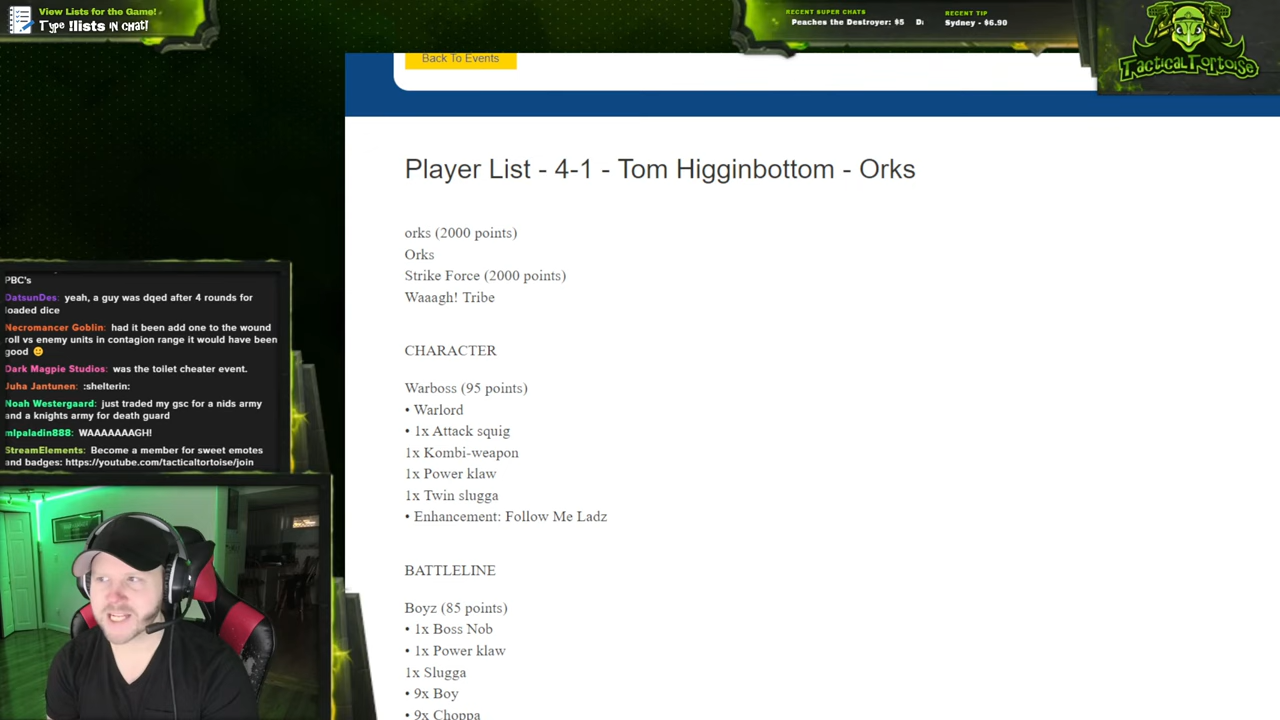 View Lists for the Game!
Type !lists in chat!
RECENT SUPER CHATS
Peaches the Destroyer: $5 Di
RECENT TIP
Sydney - $6.90
TacticalTortoise
Back To Events
Player List - 4-1 - Tom Higginbottom - Orks
orks (2000 points)
Orks
Strike Force (2000 points)
Waaagh! Tribe
CHARACTER
Warboss (95 points)
• Warlord
• 1x Attack squig
1x Kombi-weapon
1x Power klaw
1x Twin slugga
• Enhancement: Follow Me Ladz
BATTLELINE
Boyz (85 points)
• 1x Boss Nob
• 1x Power klaw
1x Slugga
• 9x Boy
• 9x Choppa
PBC's
DatsunDes: yeah, a guy was dqed after 4 rounds for
loaded dice
Necromancer Goblin: had it been add one to the wound
roll vs enemy units in contagion range it would have been
good 🙂
Dark Magpie Studios: was the toilet cheater event.
Juha Jantunen: :shelterin:
Noah Westergaard: just traded my gsc for a nids army
and a knights army for death guard
mlpaladin888: WAAAAAAAGH!
StreamElements: Become a member for sweet emotes
and badges: https://youtube.com/tacticaltortoise/join